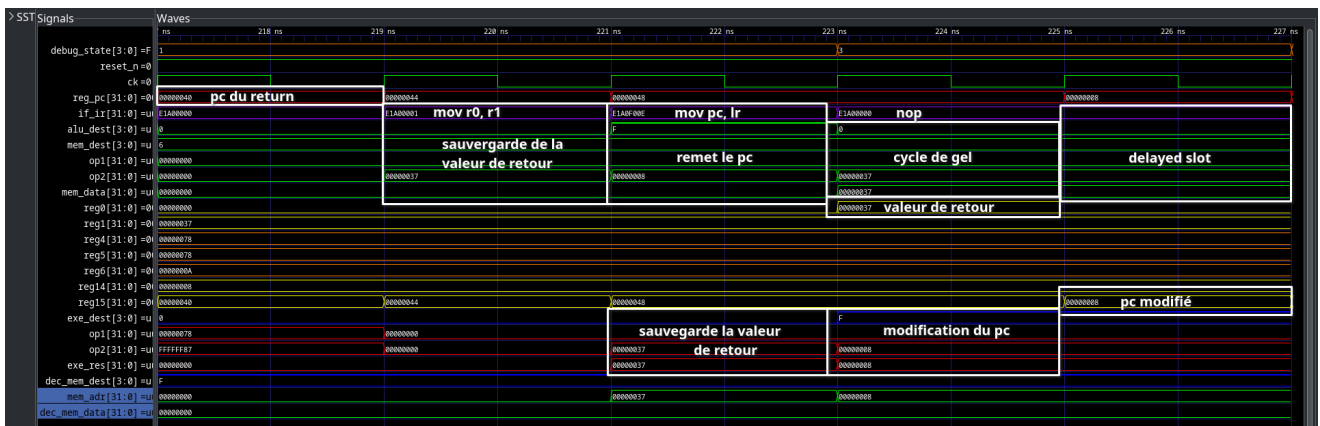 > SST Signals Waves
ns 218 ns 219 ns 220 ns 221 ns 222 ns 223 ns 224 ns 225 ns 226 ns 227 ns
debug_state[3:0] =F 1 3
reset_n =0
ck =0
reg_pc[31:0] =0 00000040 pc du return 00000044 00000048 00000008
if_ir[31:0] =u E1A00000 E1A00001 mov r0, r1 E1A0F00E mov pc, lr E1A00000 nop
alu_dest[3:0] =u 0 F 0
mem_dest[3:0] =u 6 sauvergarde de la
valeur de retour remet le pc cycle de gel delayed slot
op1[31:0] =u 00000000
op2[31:0] =u 00000000 00000037 00000008 00000037
mem_data[31:0] =u 00000000 00000037
reg0[31:0] =0 00000000 00000037 valeur de retour
reg1[31:0] =0 00000037
reg4[31:0] =0 00000078
reg5[31:0] =0 00000078
reg6[31:0] =0 0000000A
reg14[31:0] =0 00000008
reg15[31:0] =0 00000040 00000044 00000048 00000008 pc modifié
exe_dest[3:0] =u 0 F
op1[31:0] =u 00000078 00000000 sauvegarde la valeur modification du pc
op2[31:0] =u FFFFFF87 00000000 00000037 de retour 00000008
exe_res[31:0] =u 00000000 00000037 00000008
dec_mem_dest[3:0] =u F
mem_adr[31:0] =u 00000000 00000037 00000008
dec_mem_data[31:0] =u 00000000